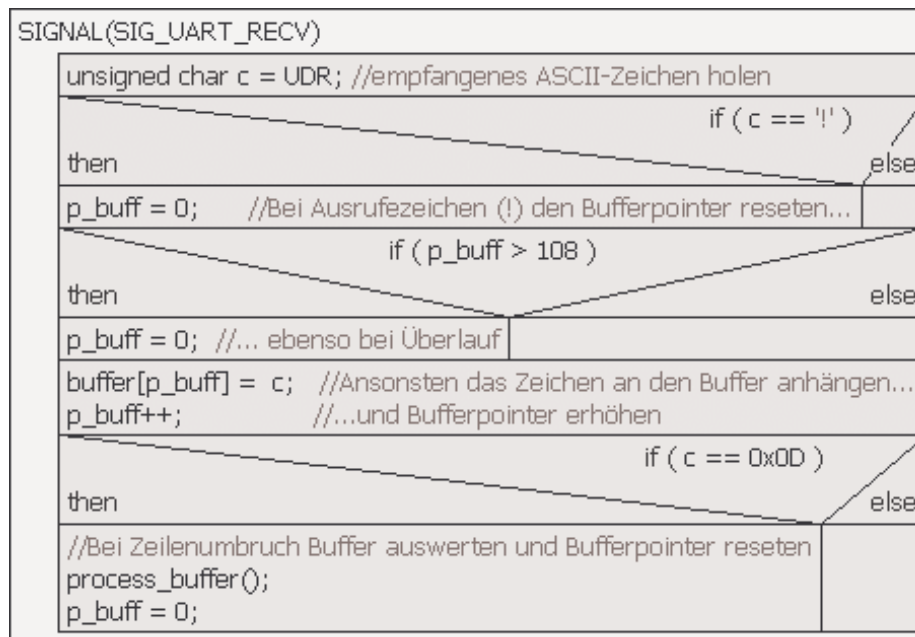 SIGNAL(SIG_UART_RECV)
unsigned char c = UDR; //empfangenes ASCII-Zeichen holen
if ( c == '!' )
then else
p_buff = 0; //Bei Ausrufezeichen (!) den Bufferpointer reseten...
if ( p_buff > 108 )
then else
p_buff = 0; //... ebenso bei Überlauf
buffer[p_buff] = c; //Ansonsten das Zeichen an den Buffer anhängen...
p_buff++; //...und Bufferpointer erhöhen
if ( c == 0x0D )
then else
//Bei Zeilenumbruch Buffer auswerten und Bufferpointer reseten
process_buffer();
p_buff = 0;